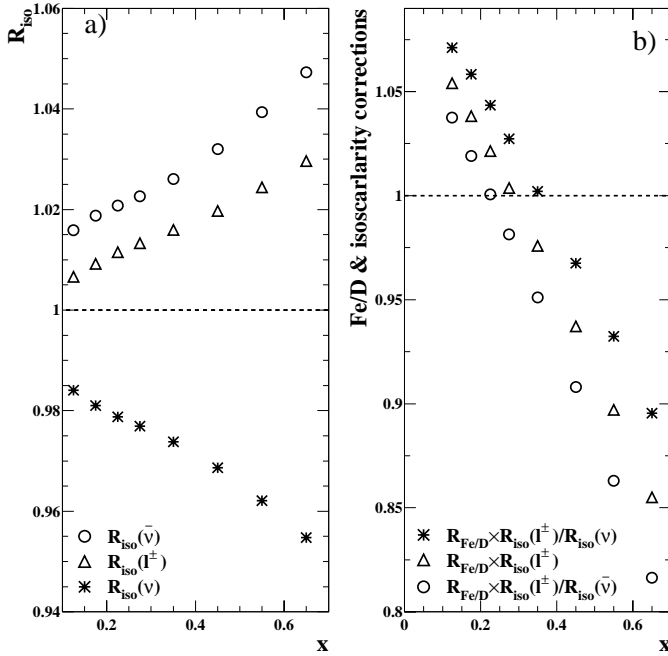 R_iso
1.06
1.04
1.02
1
0.98
0.96
0.94
a)
R_iso(ν̄)
R_iso(l^±)
R_iso(ν)
0.2
0.4
0.6
x
Fe/D & isoscarlarity corrections
1.05
1
0.95
0.9
0.85
0.8
b)
R_Fe/D×R_iso(l^±)/R_iso(ν)
R_Fe/D×R_iso(l^±)
R_Fe/D×R_iso(l^±)/R_iso(ν̄)
0
0.2
0.4
0.6
x